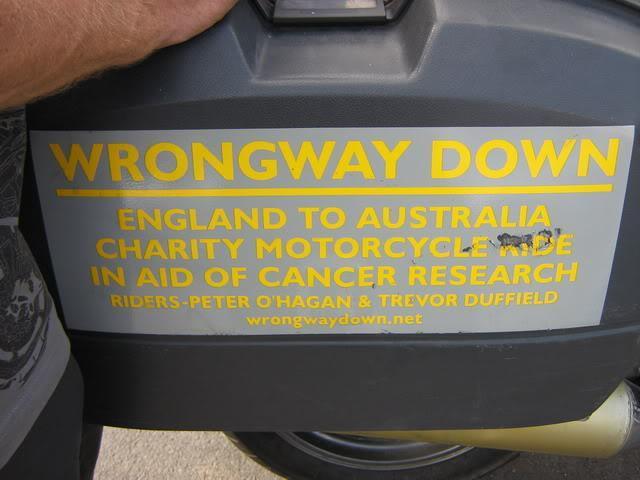 WRONGWAY DOWN
ENGLAND TO AUSTRALIA
CHARITY MOTORCYCLE RIDE
IN AID OF CANCER RESEARCH
RIDERS-PETER O'HAGAN & TREVOR DUFFIELD
wrongwaydown.net